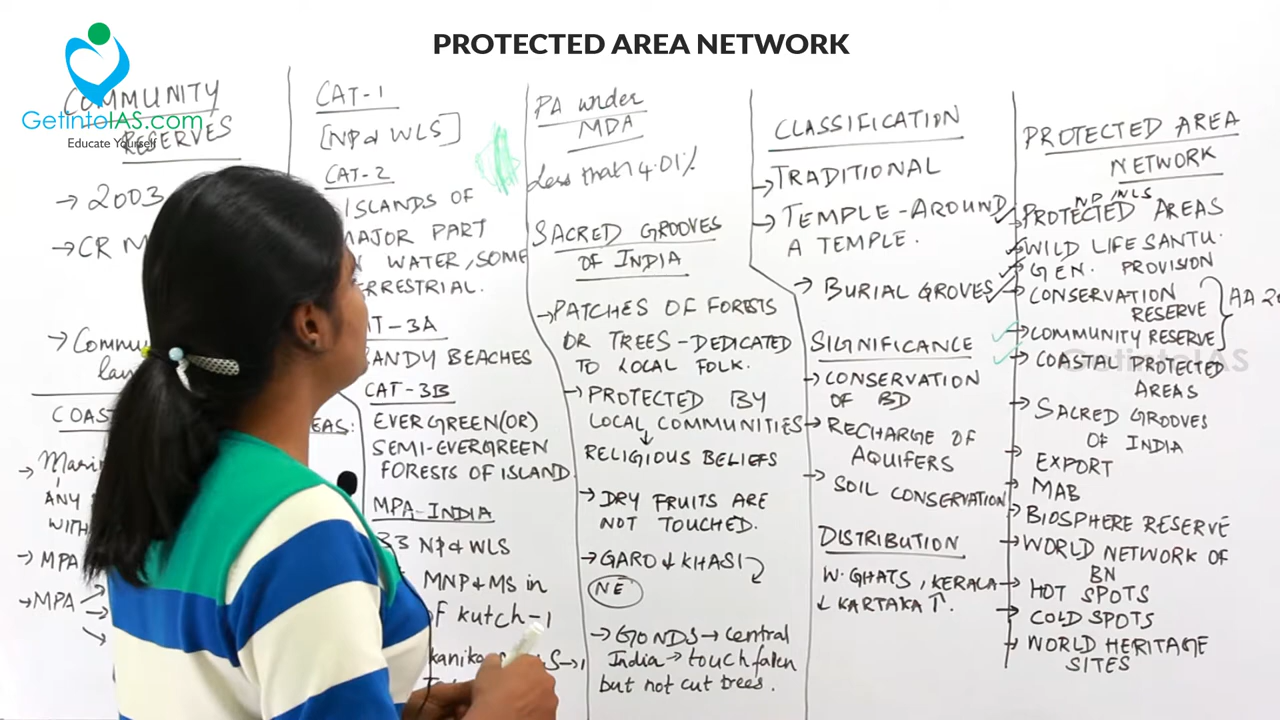 PROTECTED AREA NETWORK
GetintoIAS.com
Educate Yourself
COMMUNITY
RESERVES
→ 2003
→ CR
→
COAST
→
ANY
WITH
→ MPA
→ MPA
AREAS:
CAT-1
[NP & WLS]
CAT-2
ISLANDS OF
MAJOR PART
WATER, SOME
CAT-3A
SANDY BEACHES
CAT-3B
EVERGREEN (OR)
SEMI-EVERGREEN
FORESTS OF ISLAND
MPA-INDIA
33 NP & WLS
MNP & MS in
of kutch-1
PA under
MDA
Less than 4.01%
SACRED GROOVES
OF INDIA
→ PATCHES OF FORESTS
OR TREES - DEDICATED
TO LOCAL FOLK.
→ PROTECTED BY
LOCAL COMMUNITIES
↓
RELIGIOUS BELIEFS
→ DRY FRUITS ARE
NOT TOUCHED.
→ GARO & KHASI
NE
→ GONDS → central
India → touch fallen
but not cut trees.
CLASSIFICATION
→ TRADITIONAL
→ TEMPLE - AROUND
A TEMPLE.
→ BURIAL GROVES
SIGNIFICANCE
→ CONSERVATION
OF BD
→ RECHARGE OF
AQUIFERS
→ SOIL CONSERVATION
DISTRIBUTION
W. GHATS, KERALA
& KARTAKA
PROTECTED AREA
NETWORK
NP/WLS
→ PROTECTED AREAS
→ WILD LIFE SANTU.
→ GEN. PROVISION
→ CONSERVATION
RESERVE
→ COMMUNITY RESERVE
AA
GetintoIAS
→ COASTAL PROTECTED
AREAS
→ SACRED GROOVES
OF INDIA
→ EXPORT
→ MAB
→ BIOSPHERE RESERVE
→ WORLD NETWORK OF
BN
→ HOT SPOTS
→ COLD SPOTS
→ WORLD HERITAGE
SITES